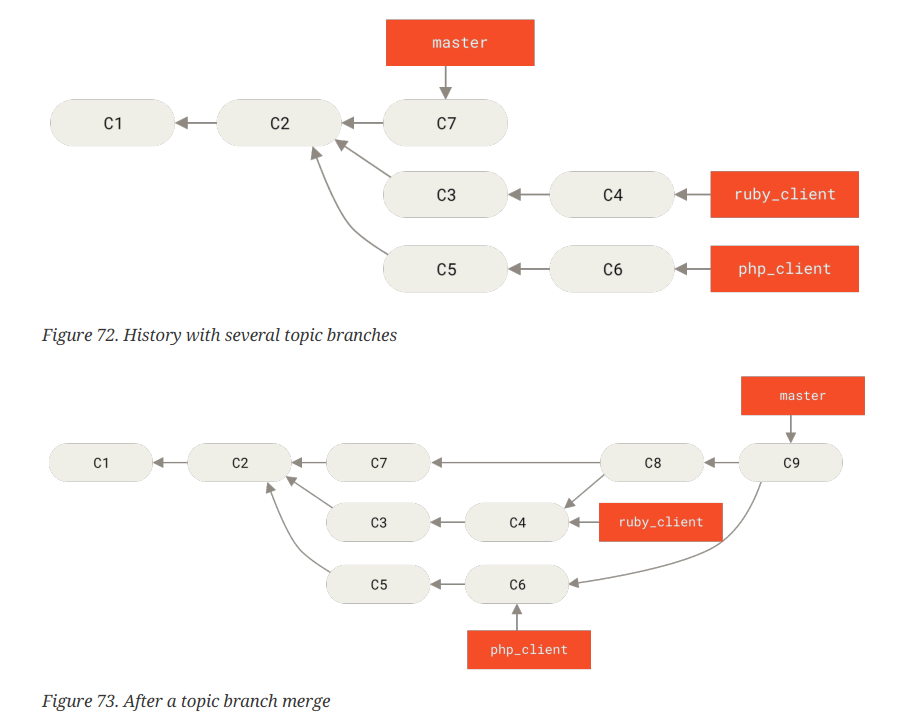 master
C1 C2 C7
C3 C4 ruby_client
C5 C6 php_client
Figure 72. History with several topic branches
master
C1 C2 C7 C8 C9
C3 C4 ruby_client
C5 C6
php_client
Figure 73. After a topic branch merge